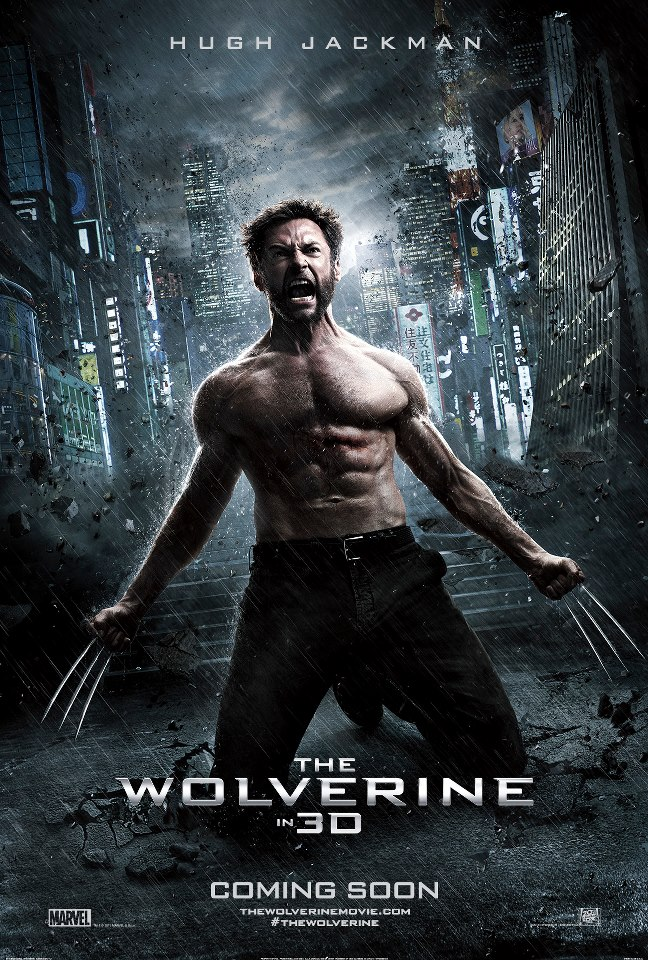 HUGH JACKMAN
THE
WOLVERINE
IN 3D
COMING SOON
THEWOLVERINEMOVIE.COM
#THEWOLVERINE
MARVEL